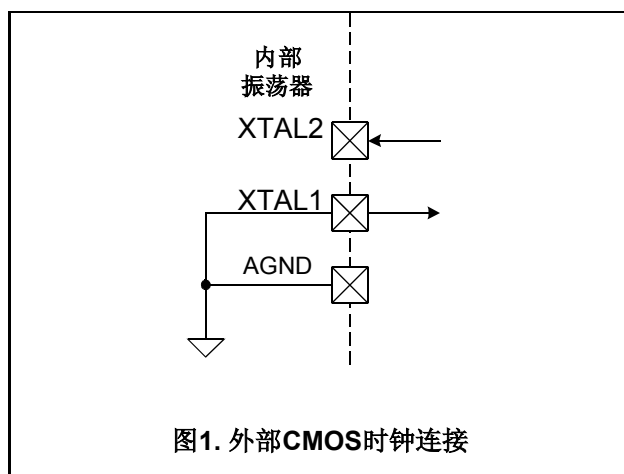 内部
振荡器
XTAL2
XTAL1
AGND
图1. 外部CMOS时钟连接